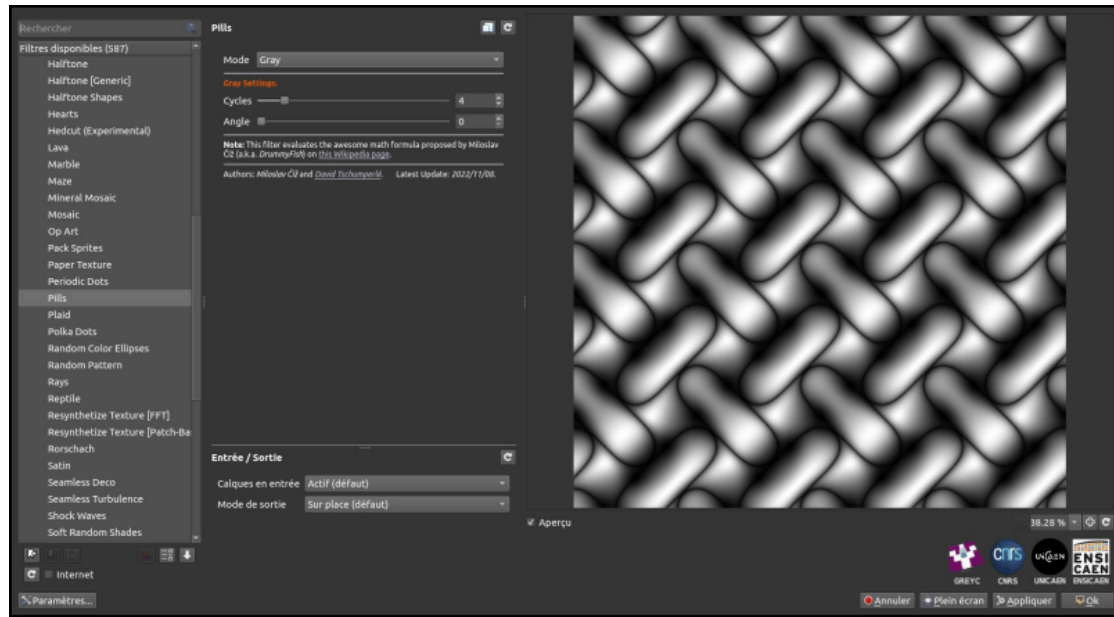 Rechercher
Filtres disponibles (587)
Halftone
Halftone [Generic]
Halftone Shapes
Hearts
Hedcut (Experimental)
Lava
Marble
Maze
Mineral Mosaic
Mosaic
Op Art
Pack Sprites
Paper Texture
Periodic Dots
Pills
Plaid
Polka Dots
Random Color Ellipses
Random Pattern
Rays
Reptile
Resynthetize Texture [FFT]
Resynthetize Texture [Patch-Ba
Rorschach
Satin
Seamless Deco
Seamless Turbulence
Shock Waves
Soft Random Shades
Internet
Paramètres...
Pills
Mode Gray
Gray Settings:
Cycles 4
Angle 0
Note: This filter evaluates the awesome math formula proposed by Miloslav
Číž (a.k.a. DrummyFish) on this Wikipedia page.
Authors: Miloslav Číž and David Tschumperlé. Latest Update: 2022/11/08.
Entrée / Sortie
Calques en entrée Actif (défaut)
Mode de sortie Sur place (défaut)
Aperçu
38.28 %
cnrs UNICAEN ENSI CAEN
GREYC CNRS UNICAEN ENSICAEN
Annuler Plein écran Appliquer Ok